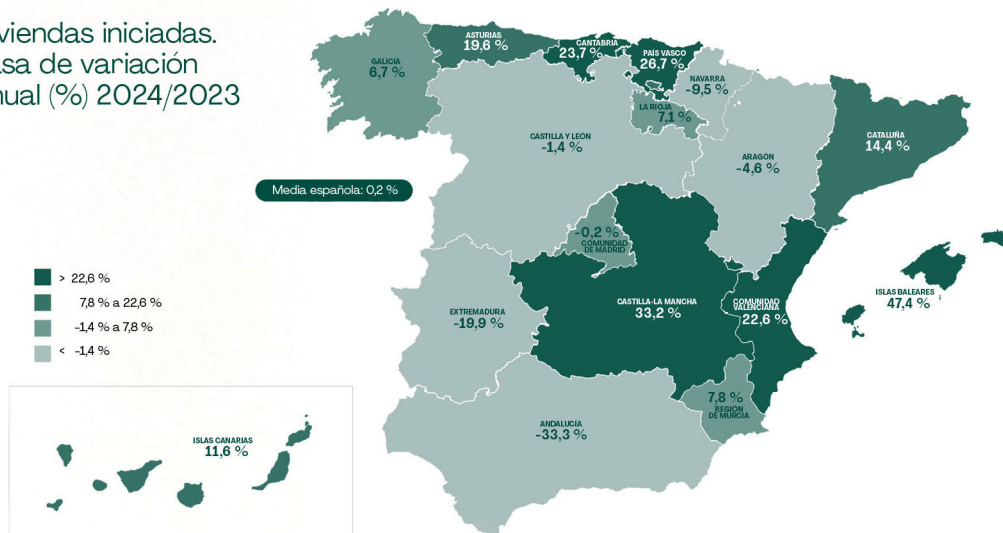 viendas iniciadas.
asa de variación
nual (%) 2024/2023
ASTURIAS
19,6 %
CANTABRIA
23,7 %
PAÍS VASCO
26,7 %
GALICIA
6,7 %
NAVARRA
-9,5 %
LA RIOJA
7,1 %
CASTILLA Y LEÓN
-1,4 %
CATALUÑA
14,4 %
ARAGÓN
-4,6 %
Media española: 0,2 %
-0,2 %
COMUNIDAD
DE MADRID
> 22,6 %
7,8 % a 22,6 %
-1,4 % a 7,8 %
< -1,4 %
EXTREMADURA
-19,9 %
CASTILLA-LA MANCHA
33,2 %
COMUNIDAD
VALENCIANA
22,6 %
ISLAS BALEARES
47,4 %
7,8 %
REGIÓN
DE MURCIA
ANDALUCÍA
-33,3 %
ISLAS CANARIAS
11,6 %